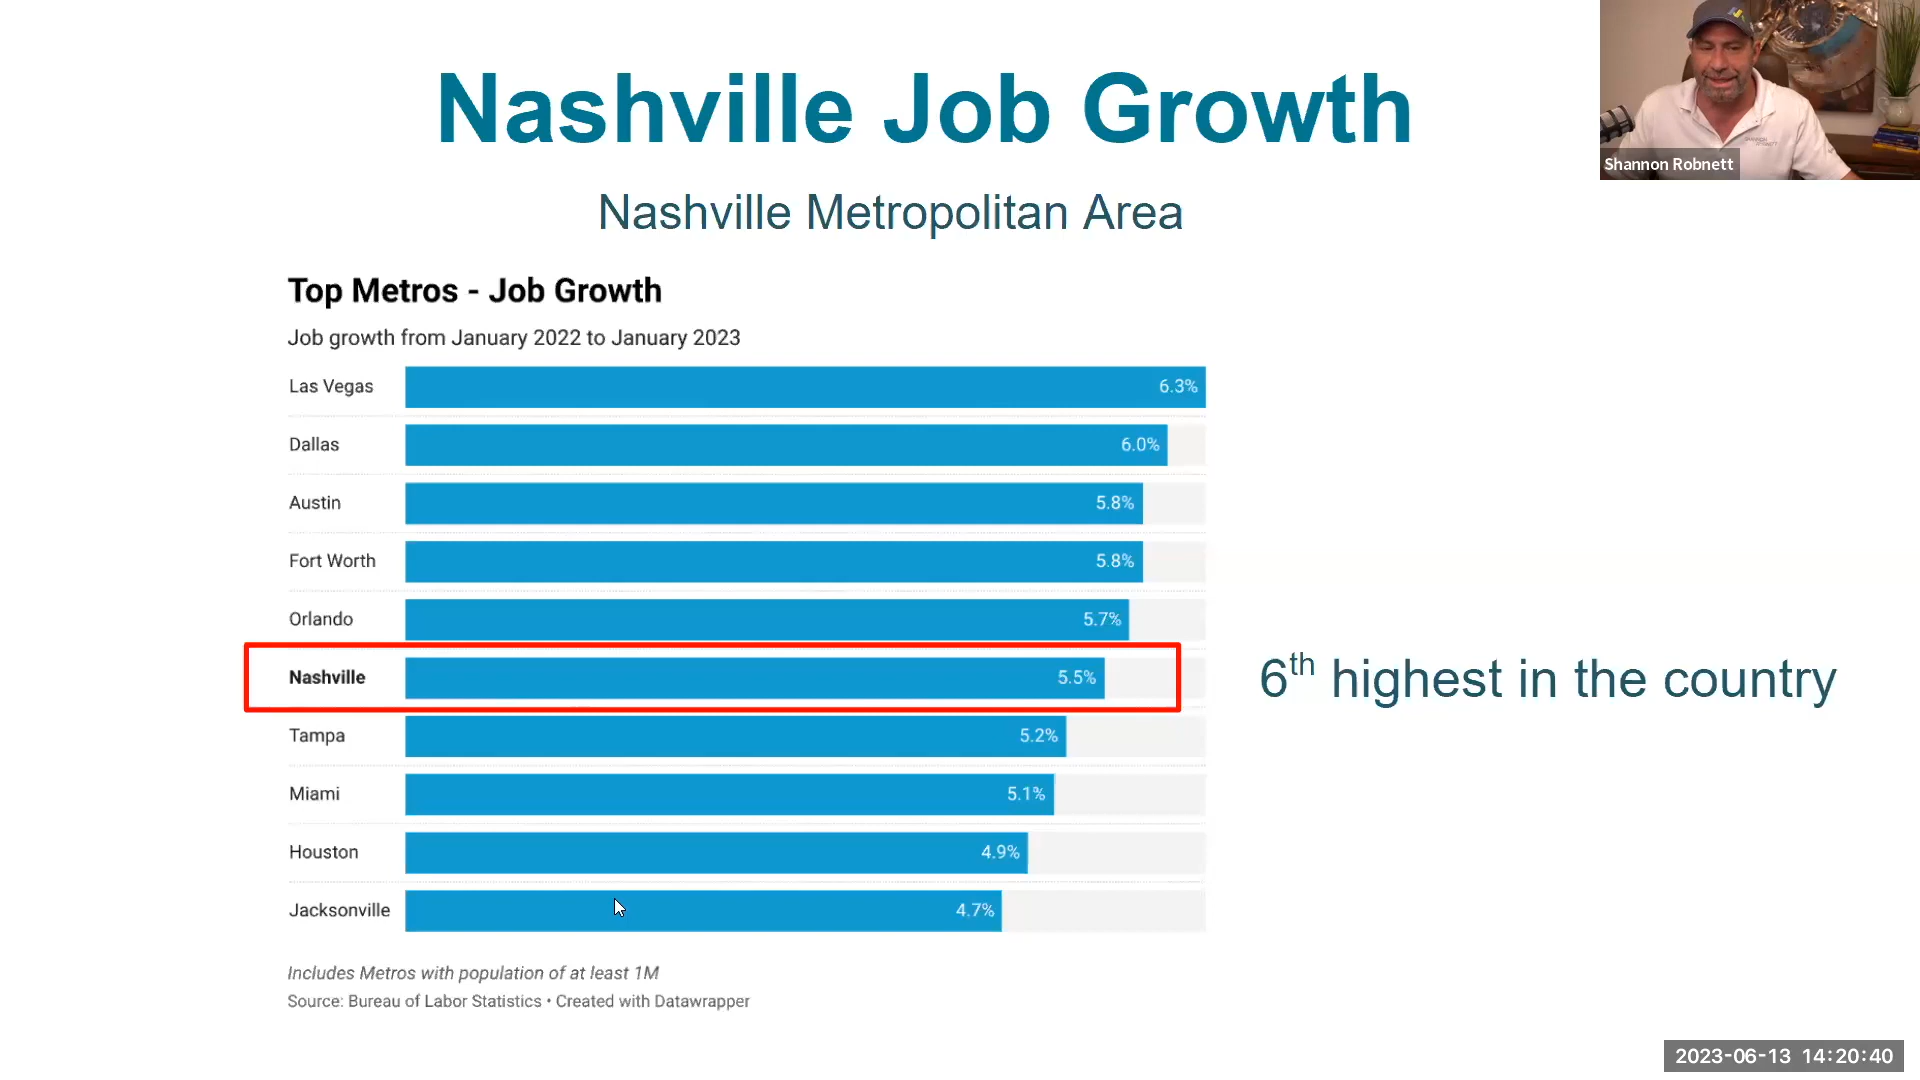 Nashville Job Growth
Shannon Robnett
Nashville Metropolitan Area
Top Metros - Job Growth
Job growth from January 2022 to January 2023
Las Vegas 6.3%
Dallas 6.0%
Austin 5.8%
Fort Worth 5.8%
Orlando 5.7%
Nashville 5.5%
6th highest in the country
Tampa 5.2%
Miami 5.1%
Houston 4.9%
Jacksonville 4.7%
Includes Metros with population of at least 1M
Source: Bureau of Labor Statistics • Created with Datawrapper
2023-06-13 14:20:40